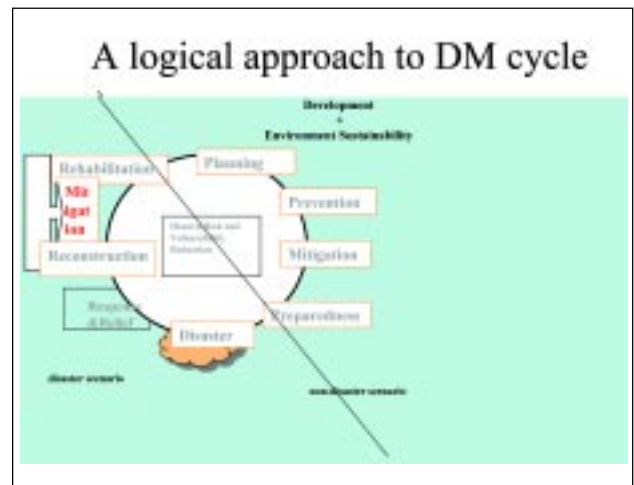 A logical approach to DM cycle
Development
+
Environment Sustainability
Rehabilitation
Planning
Mit
igat
ion
Prevention
Reconstruction
Mitigation
Response
&Relief
Preparedness
Disaster
disaster scenario
non disaster scenario